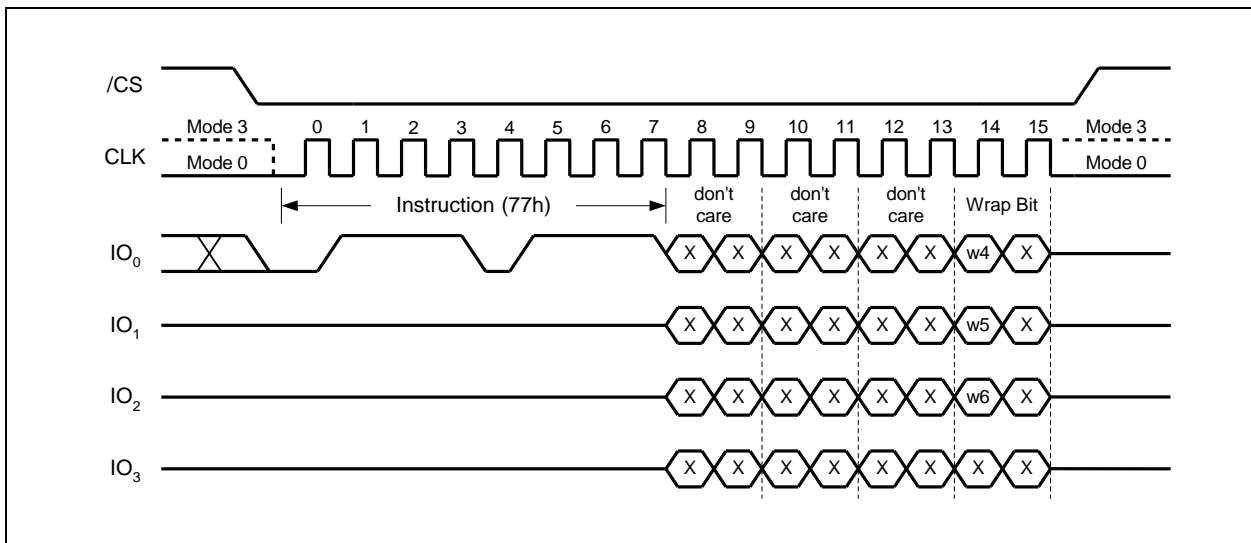 /CS
Mode 3 0 1 2 3 4 5 6 7 8 9 10 11 12 13 14 15 Mode 3
CLK Mode 0 Mode 0
Instruction (77h) don't care don't care don't care Wrap Bit
IO0 X X X X X X w4 X
IO1 X X X X X X w5 X
IO2 X X X X X X w6 X
IO3 X X X X X X X X